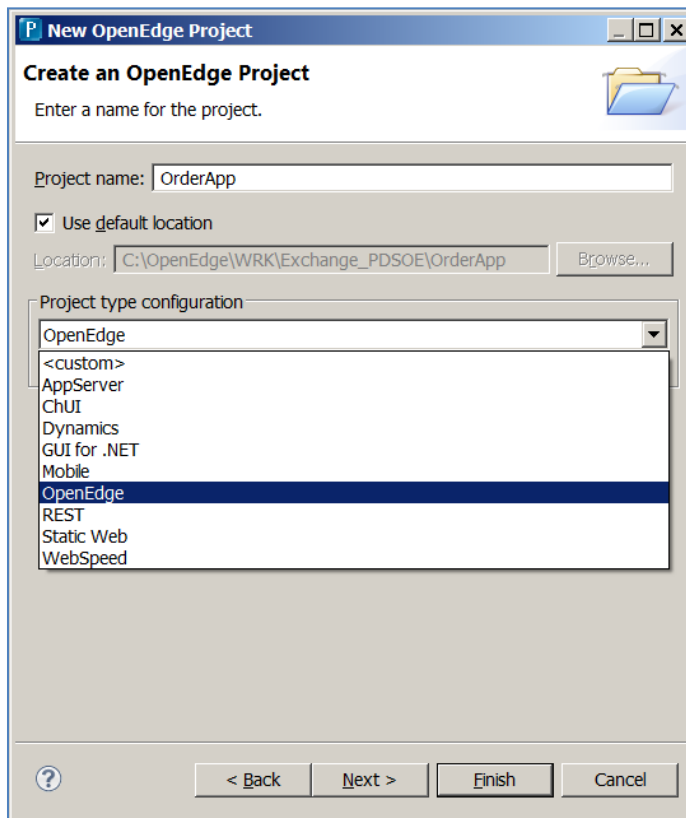 New OpenEdge Project
Create an OpenEdge Project
Enter a name for the project.
Project name: OrderApp
Use default location
Location: C:\OpenEdge\WRK\Exchange_PDSOE\OrderApp Browse...
Project type configuration
OpenEdge
<custom>
AppServer
ChUI
Dynamics
GUI for .NET
Mobile
OpenEdge
REST
Static Web
WebSpeed
? < Back Next > Finish Cancel